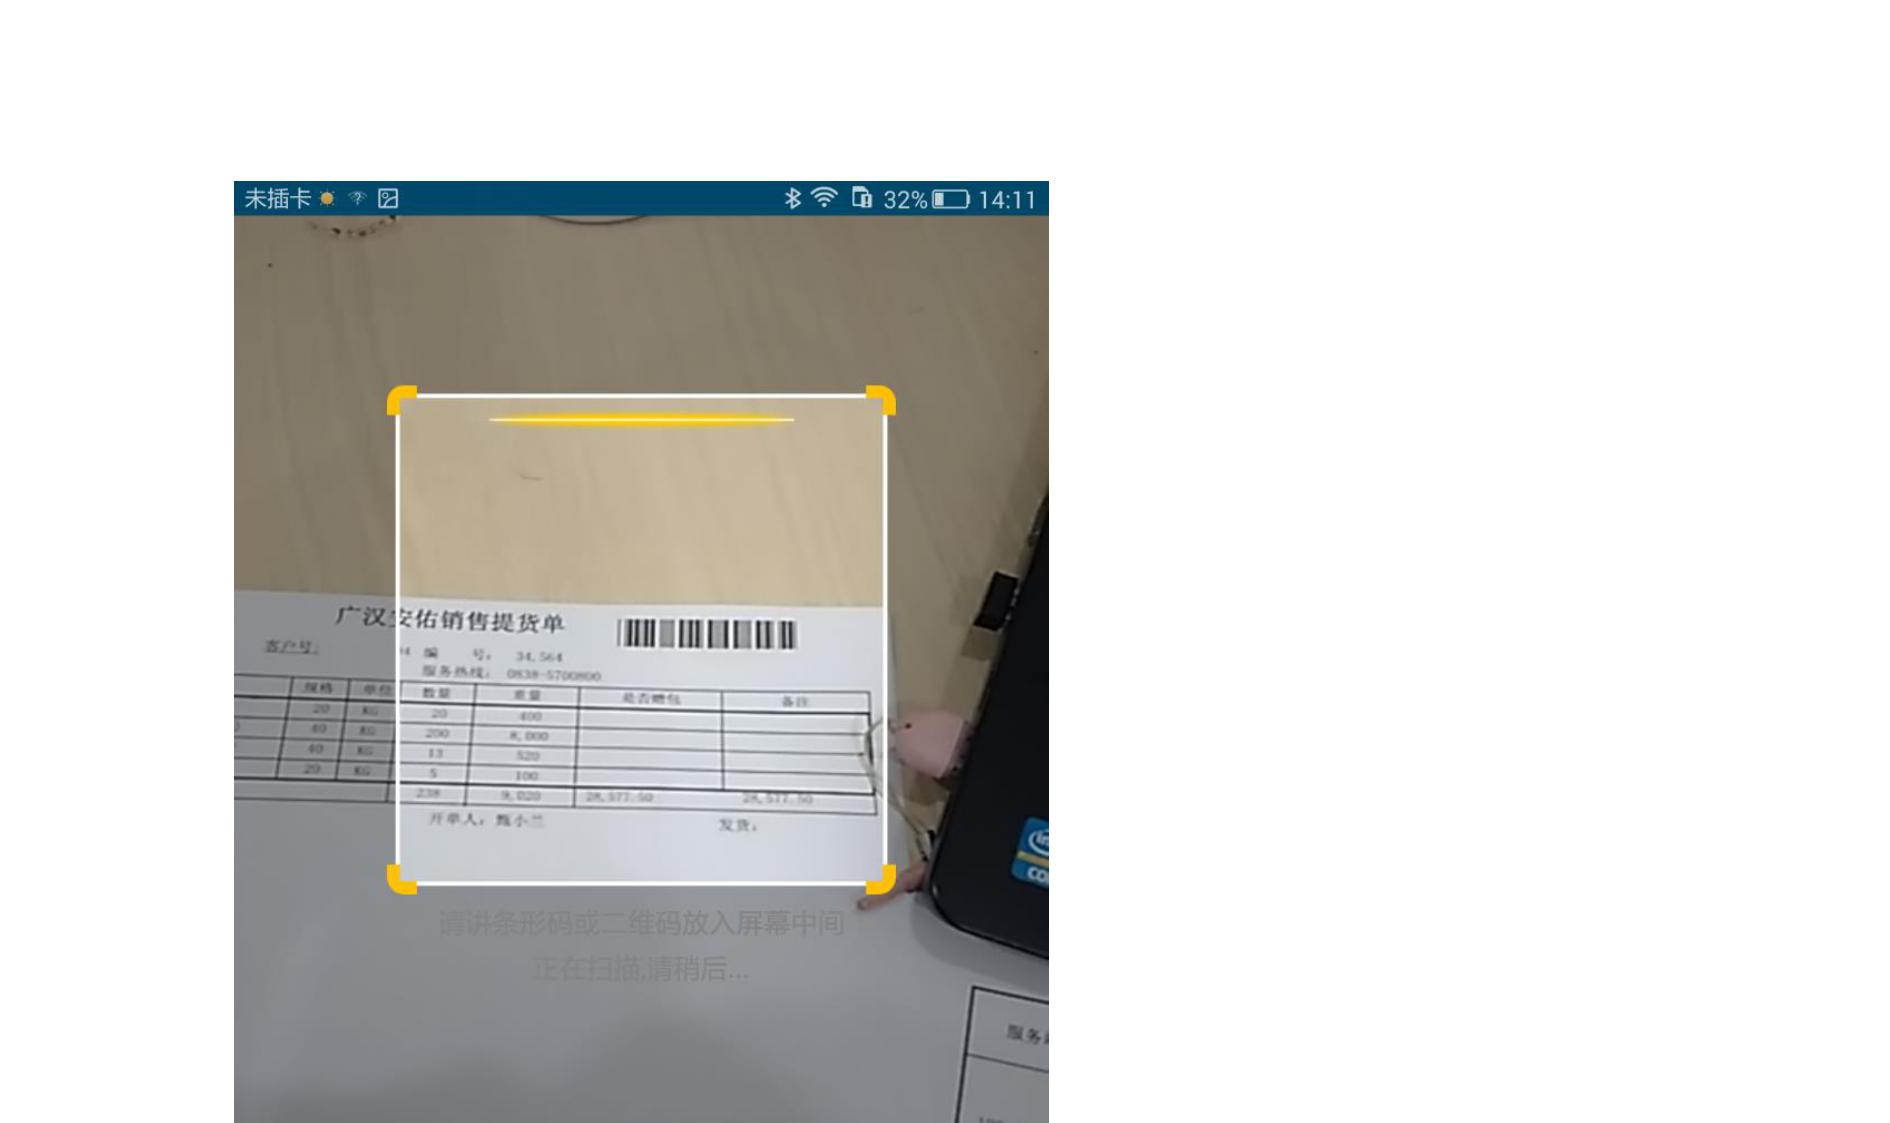 未插卡 32% 14:11
广汉安佑销售提货单
客户号: 编 号: 34,564
服务热线: 0838-5700800
规格 单位 数量 重量 是否赠包 备注
20 KG 20 400
40 KG 200 8,000
40 KG 13 520
20 KG 5 100
238 9,020 28,577.50 28,577.50
开单人: 甄小兰 发货:
请讲条形码或二维码放入屏幕中间
正在扫描,请稍后...
服务